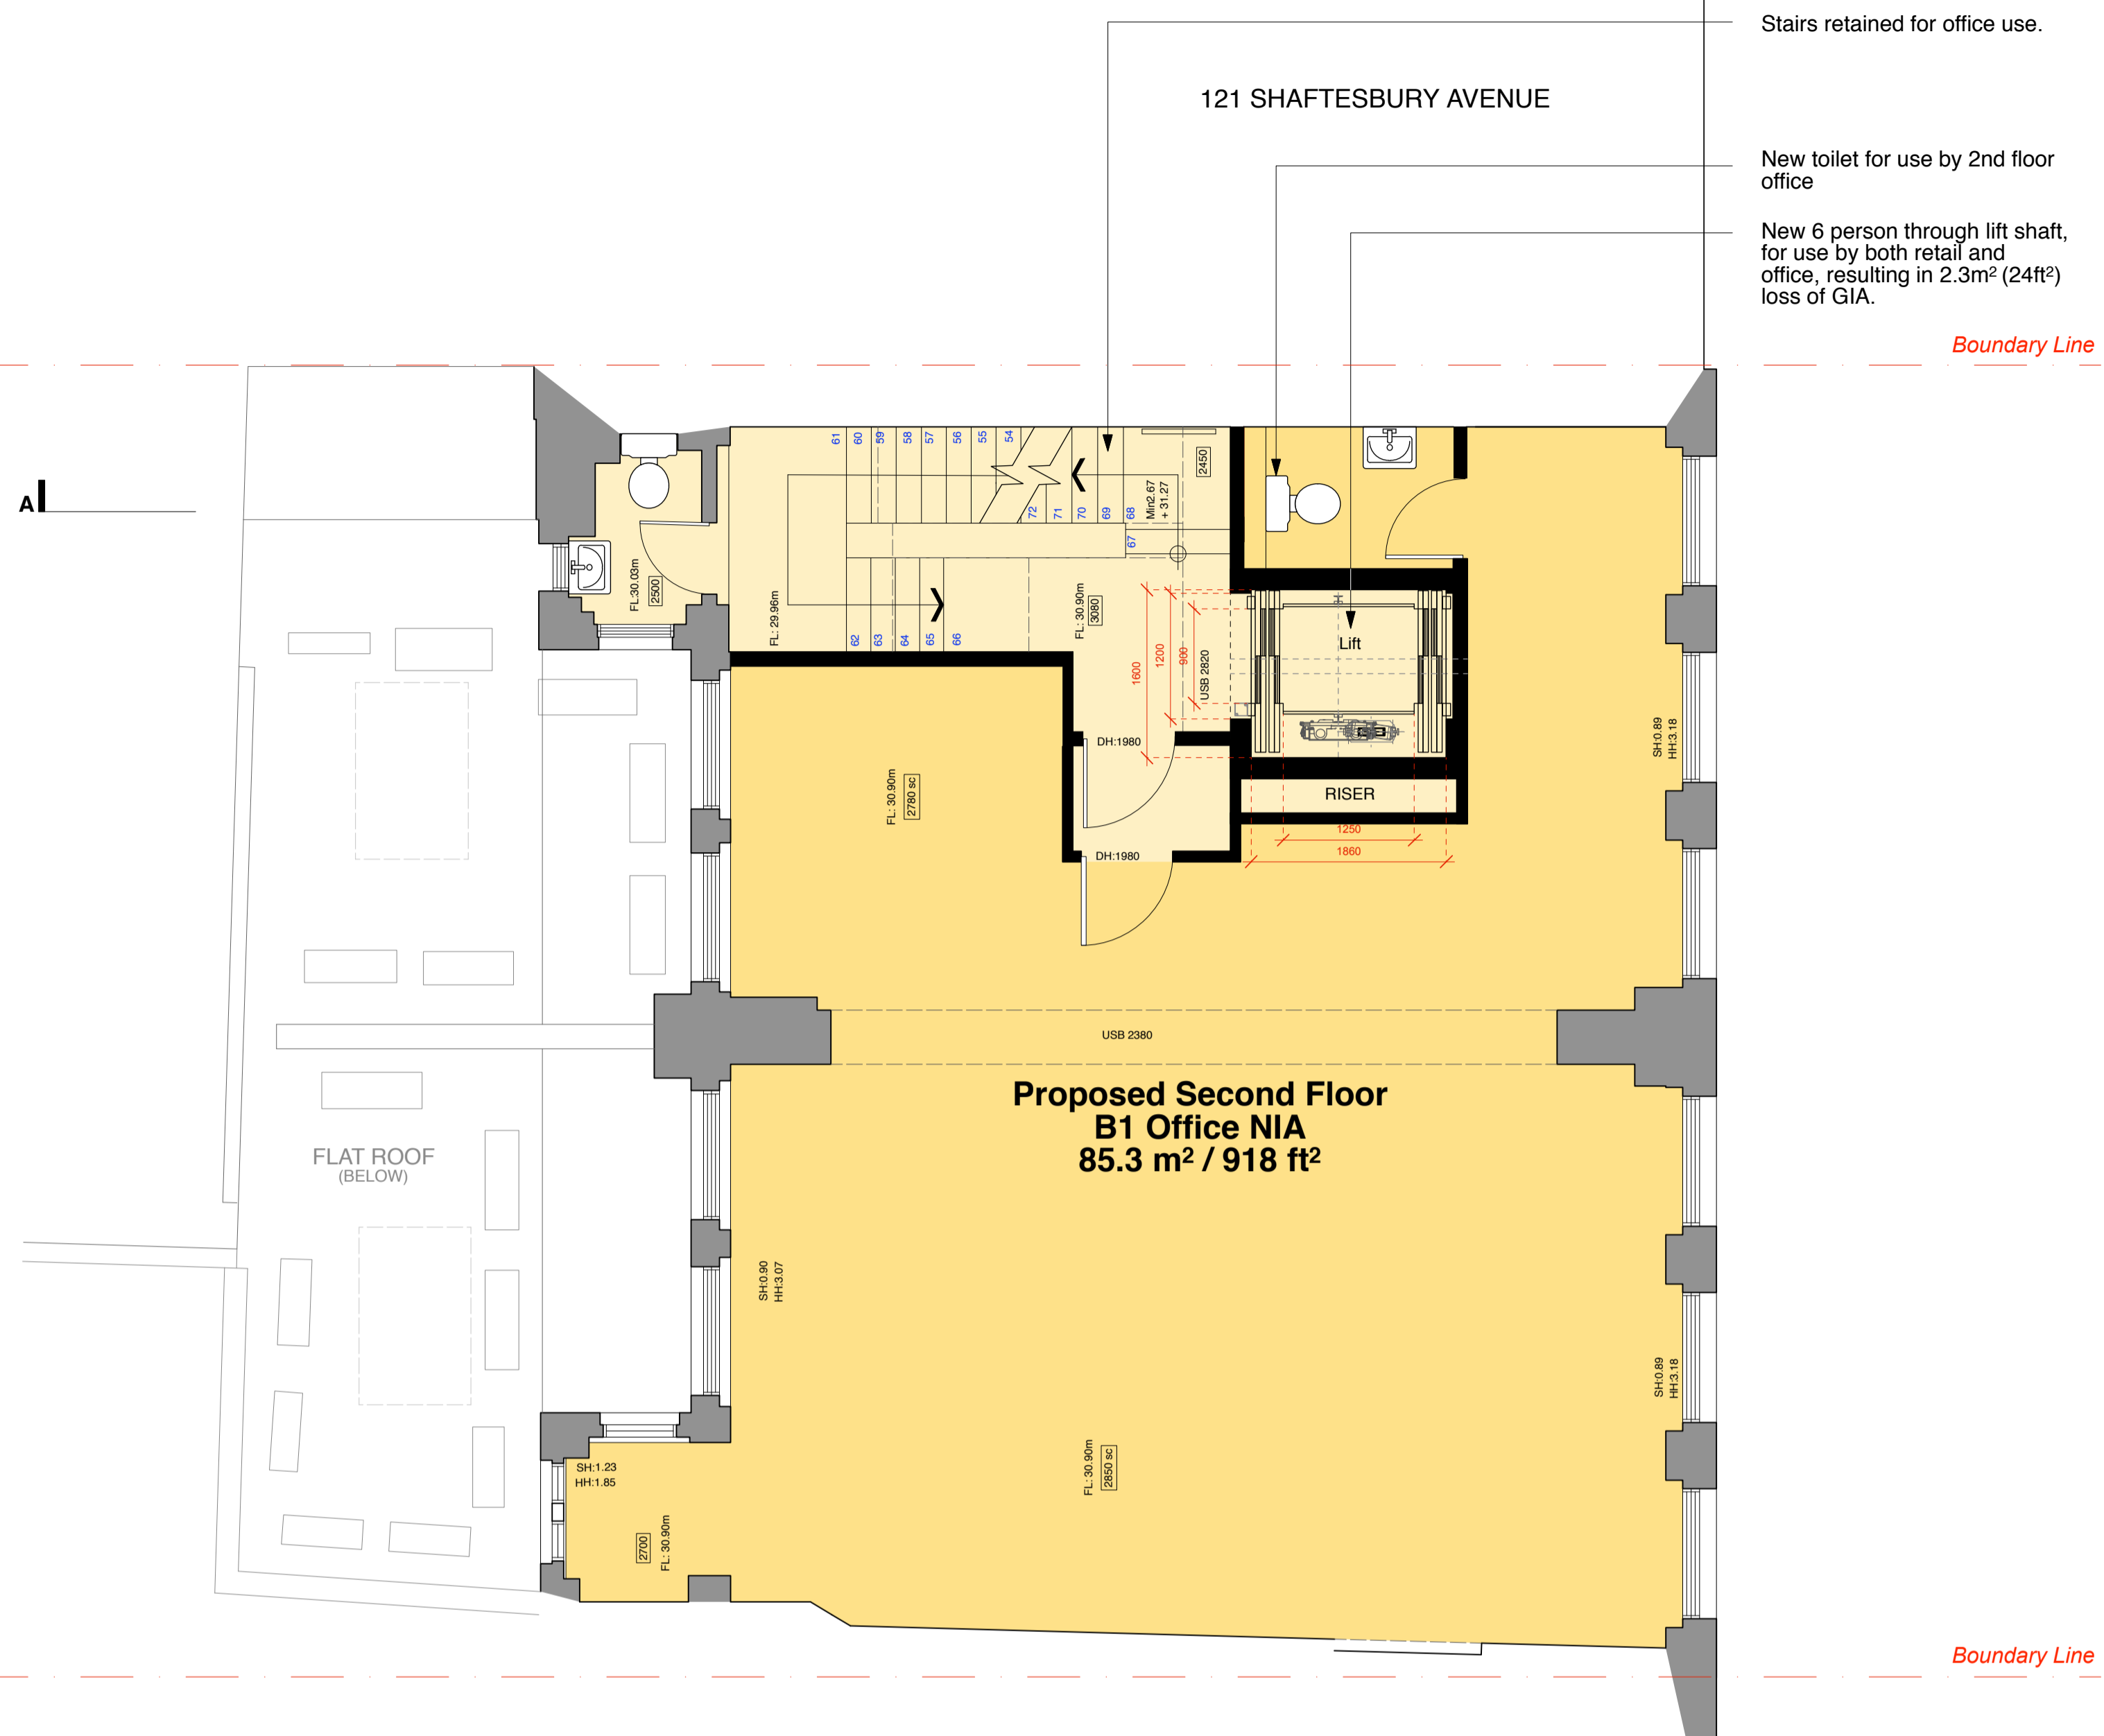 Stairs retained for office use.
121 SHAFTESBURY AVENUE
New toilet for use by 2nd floor
office
New 6 person through lift shaft,
for use by both retail and
office, resulting in 2.3m² (24ft²)
loss of GIA.
Boundary Line
A
61
60
59
58
57
56
55
54
72
71
70
69
68
67
2450
Min2.67
+ 31.27
FL:30.03m
2500
FL: 29.96m
62
63
64
65
66
FL: 30.90m
3080
1600
1200
900
USB 2820
Lift
DH:1980
RISER
1250
1860
DH:1980
FL: 30.90m
2780 sc
SH:0.89
HH:3.18
USB 2380
Proposed Second Floor
B1 Office NIA
85.3 m² / 918 ft²
FLAT ROOF
(BELOW)
SH:0.90
HH:3.07
SH:0.89
HH:3.18
SH:1.23
HH:1.85
2700
FL: 30.90m
FL: 30.90m
2850 sc
Boundary Line